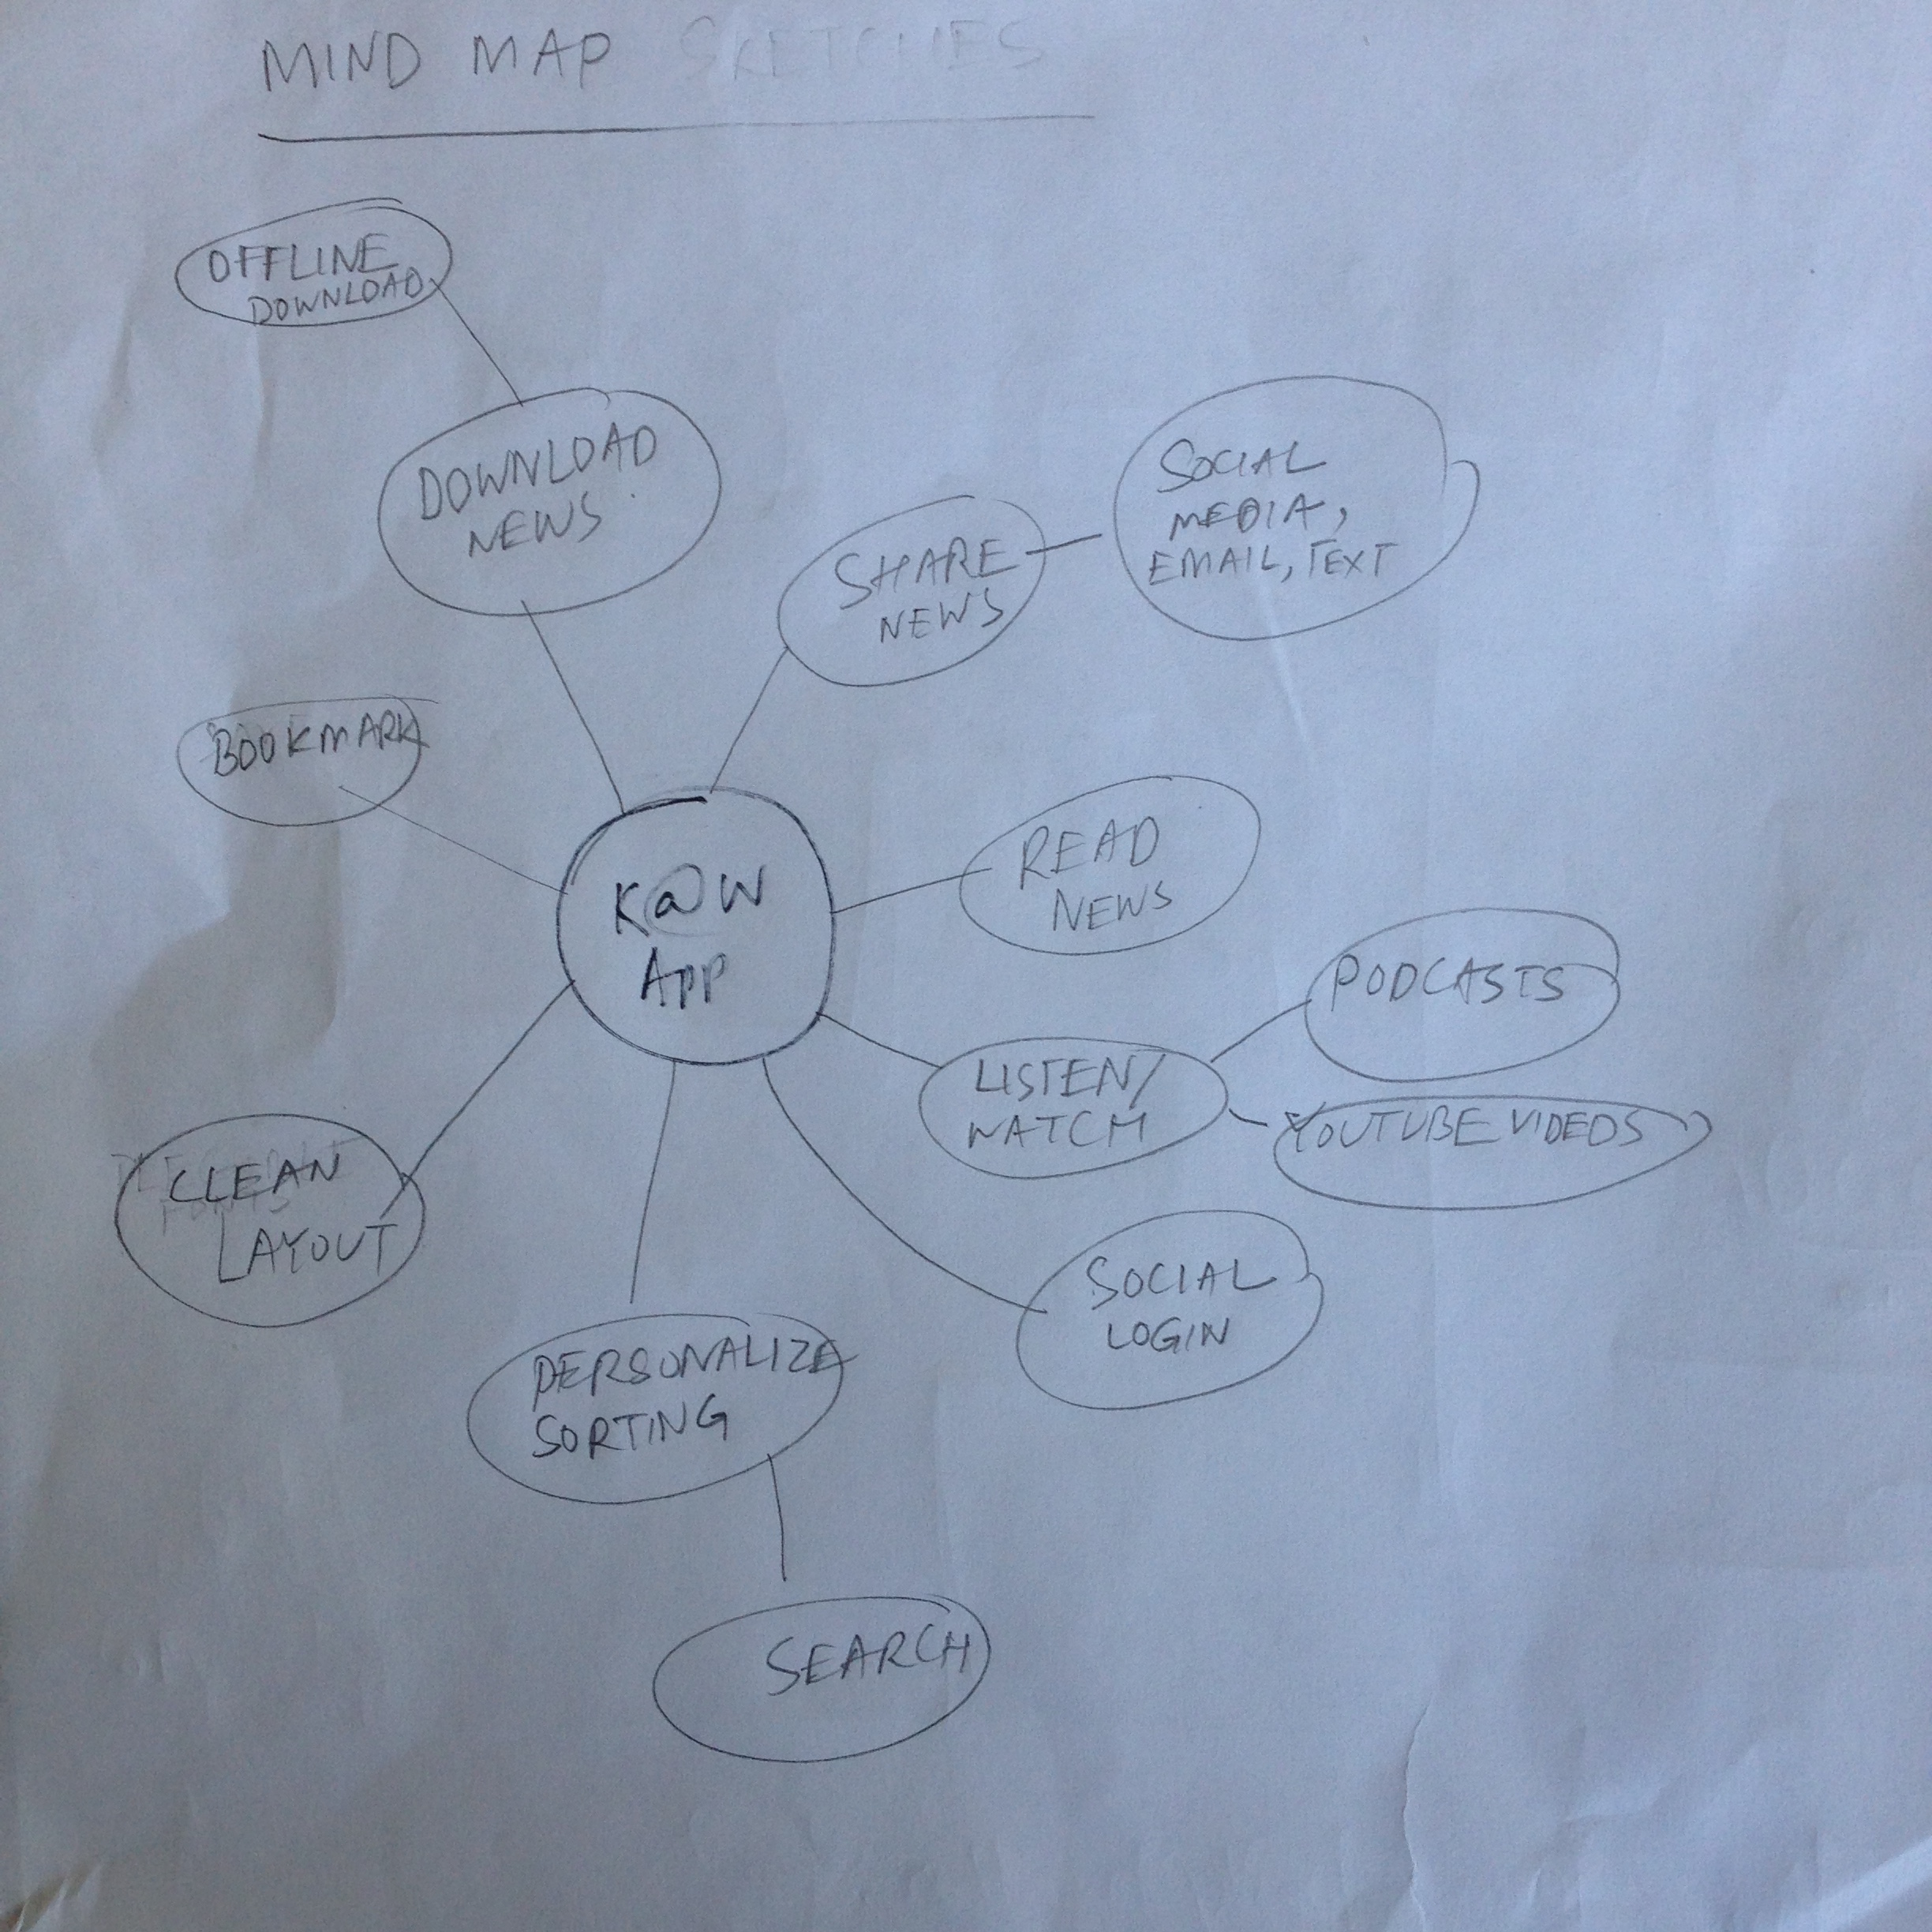 MIND MAP SKETCHES
OFFLINE
DOWNLOAD
DOWNLOAD
NEWS
SOCIAL
MEDIA,
EMAIL, TEXT
SHARE
NEWS
BOOKMARK
K@W
APP
READ
NEWS
PODCASTS
LISTEN/
WATCH
YOUTUBE VIDEOS
CLEAN
LAYOUT
SOCIAL
LOGIN
PERSONALIZE
SORTING
SEARCH